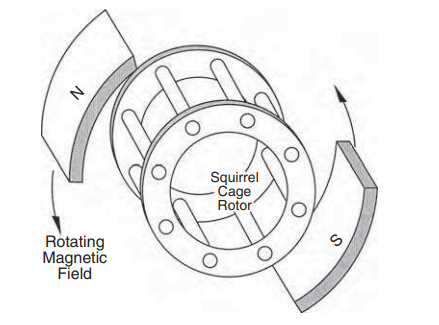 N
Squirrel
Cage
Rotor
Rotating
Magnetic
Field
S